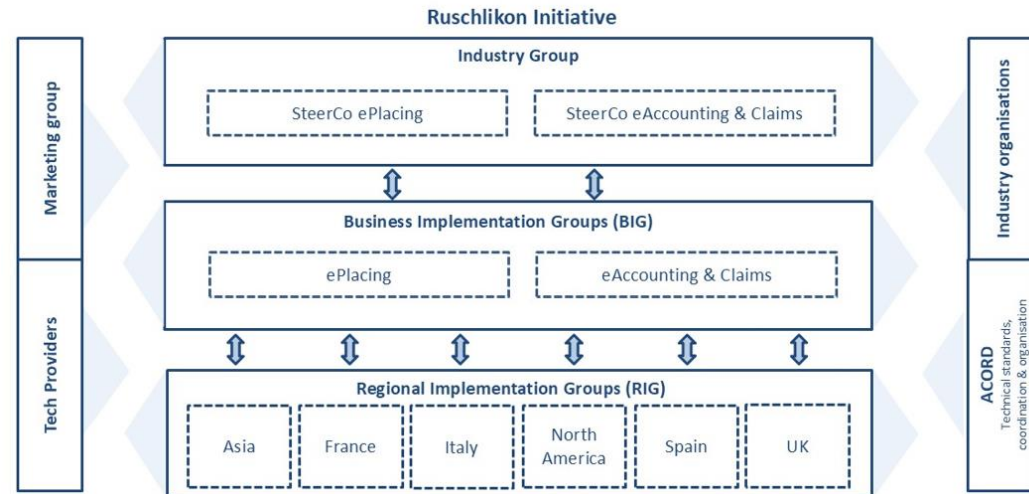 Ruschlikon Initiative
Marketing group
Tech Providers
Industry Group
SteerCo ePlacing
SteerCo eAccounting & Claims
Business Implementation Groups (BIG)
ePlacing
eAccounting & Claims
Regional Implementation Groups (RIG)
Asia
France
Italy
North
America
Spain
UK
Industry organisations
ACORD
Technical standards,
coordination & organisation